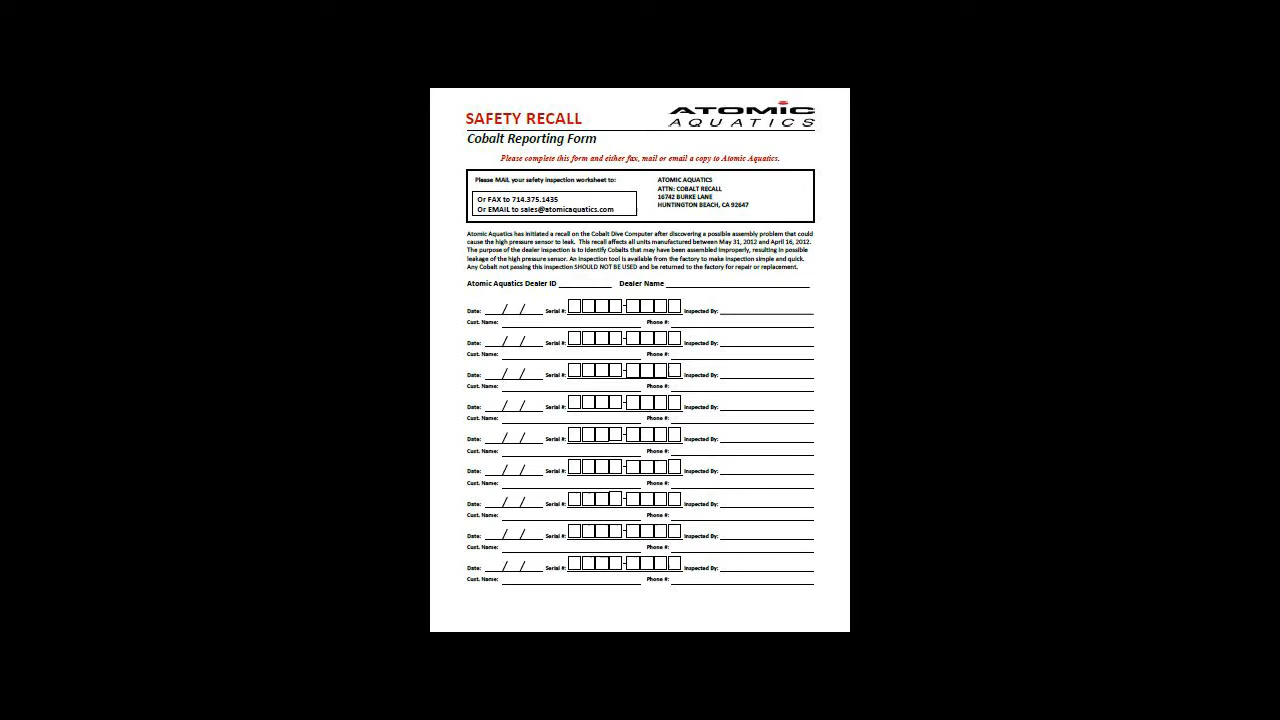 SAFETY RECALL
ATOMIC
AQUATICS
Cobalt Reporting Form
Please complete this form and either fax, mail or email a copy to Atomic Aquatics.
Please MAIL your safety inspection worksheet to:
ATOMIC AQUATICS
ATTN: COBALT RECALL
16742 BURKE LANE
HUNTINGTON BEACH, CA 92647
Or FAX to 714.375.1435
Or EMAIL to sales@atomicaquatics.com
Atomic Aquatics has initiated a recall on the Cobalt Dive Computer after discovering a possible assembly problem that could
cause the high pressure sensor to leak. This recall affects all units manufactured between May 31, 2012 and April 16, 2012.
The purpose of the dealer inspection is to identify Cobalts that may have been assembled improperly, resulting in possible
leakage of the high pressure sensor. An inspection tool is available from the factory to make inspection simple and quick.
Any Cobalt not passing this inspection SHOULD NOT BE USED and be returned to the factory for repair or replacement.
Atomic Aquatics Dealer ID Dealer Name
Date: / / Serial #: - Inspected By:
Cust. Name: Phone #:
Date: / / Serial #: - Inspected By:
Cust. Name: Phone #:
Date: / / Serial #: - Inspected By:
Cust. Name: Phone #:
Date: / / Serial #: - Inspected By:
Cust. Name: Phone #:
Date: / / Serial #: - Inspected By:
Cust. Name: Phone #:
Date: / / Serial #: - Inspected By:
Cust. Name: Phone #:
Date: / / Serial #: - Inspected By:
Cust. Name: Phone #:
Date: / / Serial #: - Inspected By:
Cust. Name: Phone #:
Date: / / Serial #: - Inspected By:
Cust. Name: Phone #: